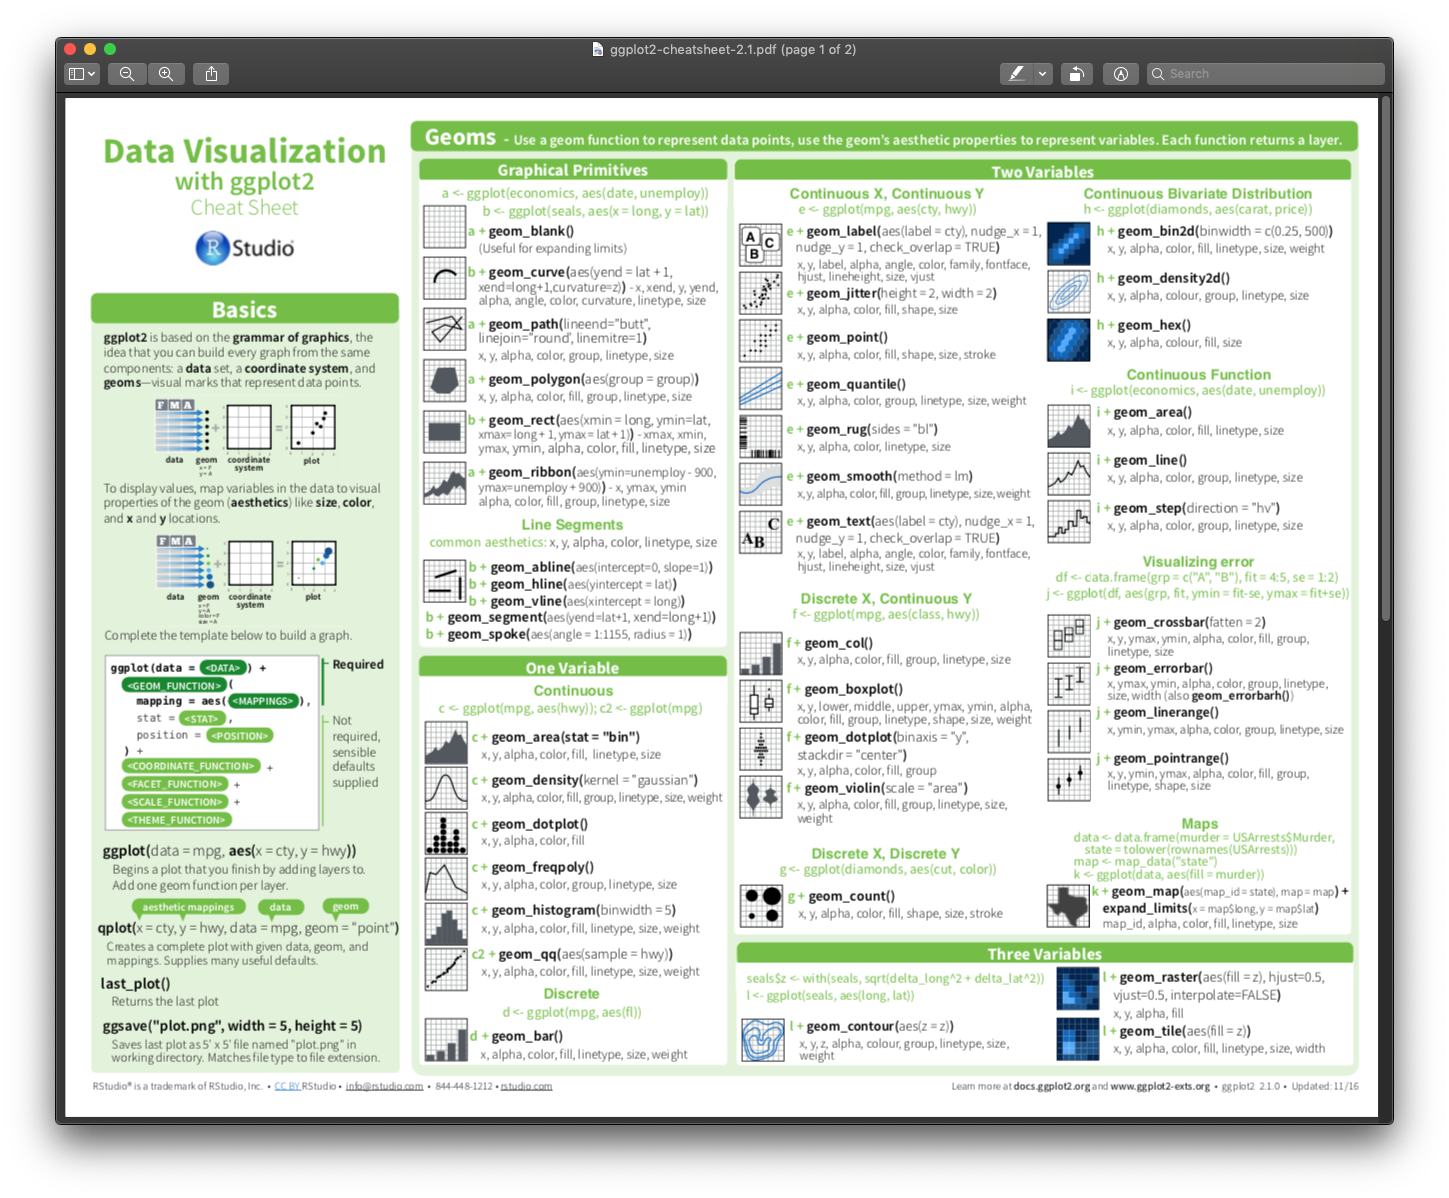 ggplot2-cheatsheet-2.1.pdf (page 1 of 2)
Search
Data Visualization
with ggplot2
Cheat Sheet
R Studio
Basics
ggplot2 is based on the grammar of graphics, the
idea that you can build every graph from the same
components: a data set, a coordinate system, and
geoms—visual marks that represent data points.
F M A
+
=
data geom coordinate plot
x = F system
y = A
To display values, map variables in the data to visual
properties of the geom (aesthetics) like size, color,
and x and y locations.
F M A
+
=
data geom coordinate plot
x = F system
y = A
color = F
size = A
Complete the template below to build a graph.
ggplot(data = <DATA>) +
<GEOM_FUNCTION>(
mapping = aes(<MAPPINGS>),
stat = <STAT>,
position = <POSITION>
) +
<COORDINATE_FUNCTION> +
<FACET_FUNCTION> +
<SCALE_FUNCTION> +
<THEME_FUNCTION>
Required
Not
required,
sensible
defaults
supplied
ggplot(data = mpg, aes(x = cty, y = hwy))
Begins a plot that you finish by adding layers to.
Add one geom function per layer.
aesthetic mappings data geom
qplot(x = cty, y = hwy, data = mpg, geom = "point")
Creates a complete plot with given data, geom, and
mappings. Supplies many useful defaults.
last_plot()
Returns the last plot
ggsave("plot.png", width = 5, height = 5)
Saves last plot as 5' x 5' file named "plot.png" in
working directory. Matches file type to file extension.
Geoms - Use a geom function to represent data points, use the geom's aesthetic properties to represent variables. Each function returns a layer.
Graphical Primitives
a <- ggplot(economics, aes(date, unemploy))
b <- ggplot(seals, aes(x = long, y = lat))
a + geom_blank()
(Useful for expanding limits)
b + geom_curve(aes(yend = lat + 1,
xend=long+1,curvature=z)) - x, xend, y, yend,
alpha, angle, color, curvature, linetype, size
a + geom_path(lineend="butt",
linejoin="round', linemitre=1)
x, y, alpha, color, group, linetype, size
a + geom_polygon(aes(group = group))
x, y, alpha, color, fill, group, linetype, size
b + geom_rect(aes(xmin = long, ymin=lat,
xmax= long + 1, ymax = lat + 1)) - xmax, xmin,
ymax, ymin, alpha, color, fill, linetype, size
a + geom_ribbon(aes(ymin=unemploy - 900,
ymax=unemploy + 900)) - x, ymax, ymin
alpha, color, fill, group, linetype, size
Line Segments
common aesthetics: x, y, alpha, color, linetype, size
b + geom_abline(aes(intercept=0, slope=1))
b + geom_hline(aes(yintercept = lat))
b + geom_vline(aes(xintercept = long))
b + geom_segment(aes(yend=lat+1, xend=long+1))
b + geom_spoke(aes(angle = 1:1155, radius = 1))
One Variable
Continuous
c <- ggplot(mpg, aes(hwy)); c2 <- ggplot(mpg)
c + geom_area(stat = "bin")
x, y, alpha, color, fill, linetype, size
c + geom_density(kernel = "gaussian")
x, y, alpha, color, fill, group, linetype, size, weight
c + geom_dotplot()
x, y, alpha, color, fill
c + geom_freqpoly()
x, y, alpha, color, group, linetype, size
c + geom_histogram(binwidth = 5)
x, y, alpha, color, fill, linetype, size, weight
c2 + geom_qq(aes(sample = hwy))
x, y, alpha, color, fill, linetype, size, weight
Discrete
d <- ggplot(mpg, aes(fl))
d + geom_bar()
x, alpha, color, fill, linetype, size, weight
Two Variables
Continuous X, Continuous Y
e <- ggplot(mpg, aes(cty, hwy))
A
C
B
e + geom_label(aes(label = cty), nudge_x = 1,
nudge_y = 1, check_overlap = TRUE)
x, y, label, alpha, angle, color, family, fontface,
hjust, lineheight, size, vjust
e + geom_jitter(height = 2, width = 2)
x, y, alpha, color, fill, shape, size
e + geom_point()
x, y, alpha, color, fill, shape, size, stroke
e + geom_quantile()
x, y, alpha, color, group, linetype, size, weight
e + geom_rug(sides = "bl")
x, y, alpha, color, linetype, size
e + geom_smooth(method = lm)
x, y, alpha, color, fill, group, linetype, size, weight
C
A B
e + geom_text(aes(label = cty), nudge_x = 1,
nudge_y = 1, check_overlap = TRUE)
x, y, label, alpha, angle, color, family, fontface,
hjust, lineheight, size, vjust
Discrete X, Continuous Y
f <- ggplot(mpg, aes(class, hwy))
f + geom_col()
x, y, alpha, color, fill, group, linetype, size
f + geom_boxplot()
x, y, lower, middle, upper, ymax, ymin, alpha,
color, fill, group, linetype, shape, size, weight
f + geom_dotplot(binaxis = "y",
stackdir = "center")
x, y, alpha, color, fill, group
f + geom_violin(scale = "area")
x, y, alpha, color, fill, group, linetype, size,
weight
Discrete X, Discrete Y
g <- ggplot(diamonds, aes(cut, color))
g + geom_count()
x, y, alpha, color, fill, shape, size, stroke
Continuous Bivariate Distribution
h <- ggplot(diamonds, aes(carat, price))
h + geom_bin2d(binwidth = c(0.25, 500))
x, y, alpha, color, fill, linetype, size, weight
h + geom_density2d()
x, y, alpha, colour, group, linetype, size
h + geom_hex()
x, y, alpha, colour, fill, size
Continuous Function
i <- ggplot(economics, aes(date, unemploy))
i + geom_area()
x, y, alpha, color, fill, linetype, size
i + geom_line()
x, y, alpha, color, group, linetype, size
i + geom_step(direction = "hv")
x, y, alpha, color, group, linetype, size
Visualizing error
df <- data.frame(grp = c("A", "B"), fit = 4:5, se = 1:2)
j <- ggplot(df, aes(grp, fit, ymin = fit-se, ymax = fit+se))
j + geom_crossbar(fatten = 2)
x, y, ymax, ymin, alpha, color, fill, group,
linetype, size
j + geom_errorbar()
x, ymax, ymin, alpha, color, group, linetype,
size, width (also geom_errorbarh())
j + geom_linerange()
x, ymin, ymax, alpha, color, group, linetype, size
j + geom_pointrange()
x, y, ymin, ymax, alpha, color, fill, group,
linetype, shape, size
Maps
data <- data.frame(murder = USArrests$Murder,
state = tolower(rownames(USArrests)))
map <- map_data("state")
k <- ggplot(data, aes(fill = murder))
k + geom_map(aes(map_id = state), map = map) +
expand_limits(x = map$long, y = map$lat)
map_id, alpha, color, fill, linetype, size
Three Variables
seals$z <- with(seals, sqrt(delta_long^2 + delta_lat^2))
l <- ggplot(seals, aes(long, lat))
l + geom_contour(aes(z = z))
x, y, z, alpha, colour, group, linetype, size,
weight
l + geom_raster(aes(fill = z), hjust=0.5,
vjust=0.5, interpolate=FALSE)
x, y, alpha, fill
l + geom_tile(aes(fill = z))
x, y, alpha, color, fill, linetype, size, width
RStudio® is a trademark of RStudio, Inc. • CC BY RStudio • info@rstudio.com • 844-448-1212 • rstudio.com
Learn more at docs.ggplot2.org and www.ggplot2-exts.org • ggplot2 2.1.0 • Updated: 11/16